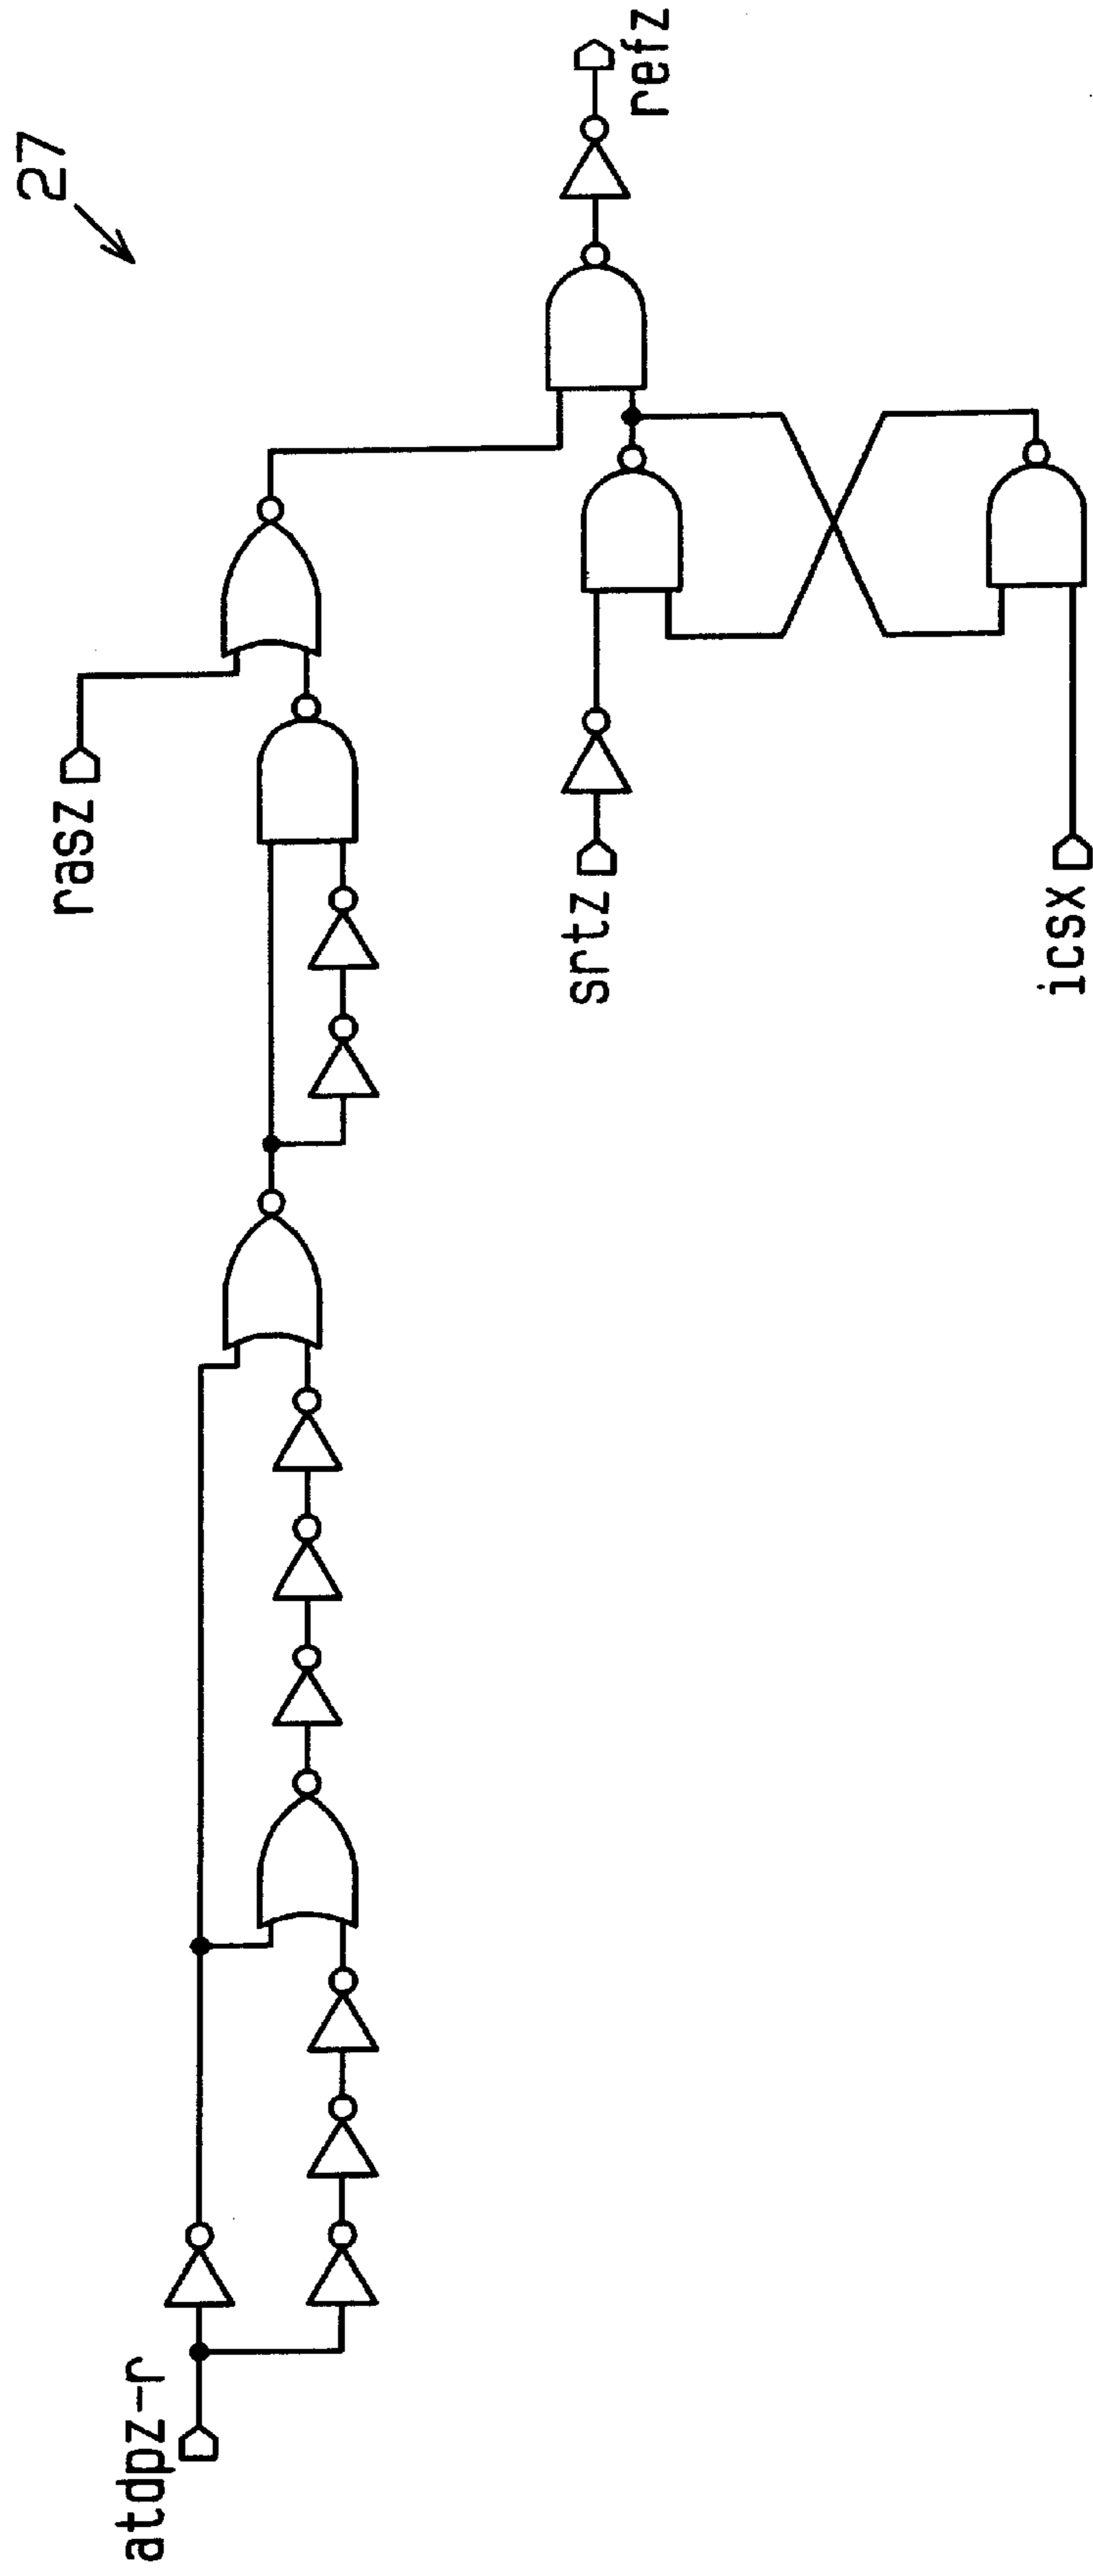 27
atdpz-r
rasz
srtz
icsx
refz